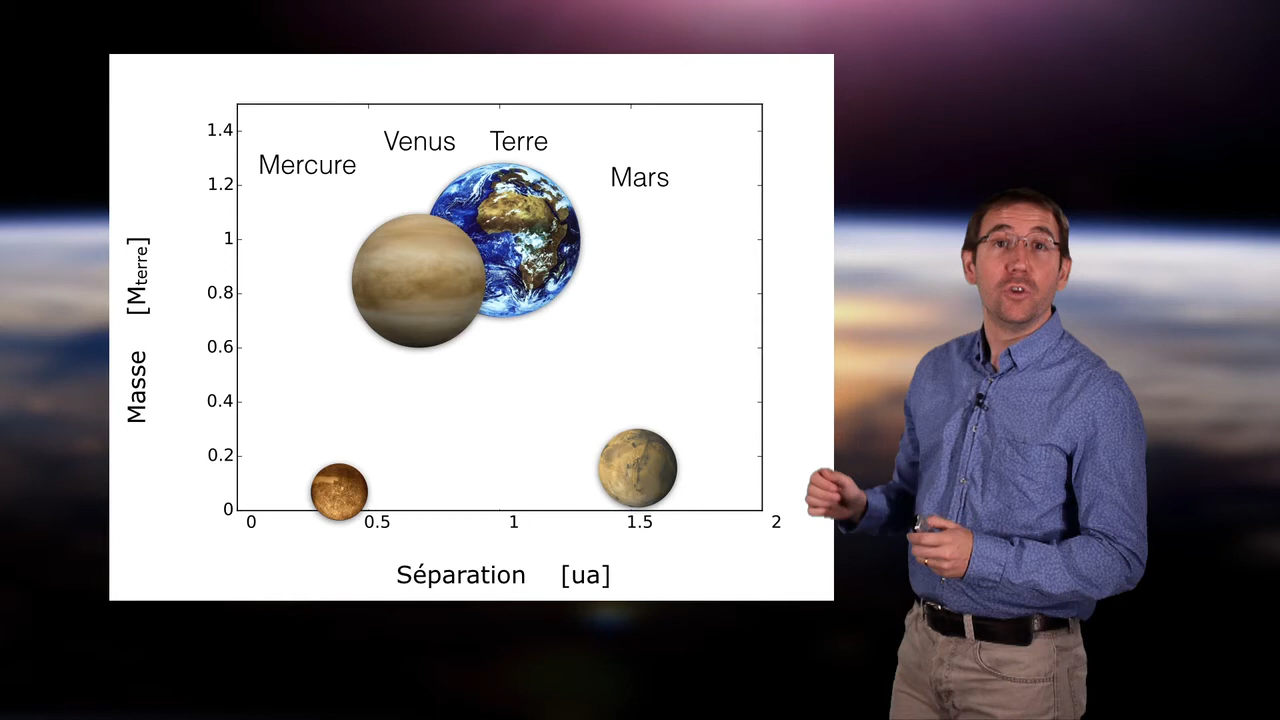 Venus Terre
Mercure
Mars
1.4
1.2
1
0.8
0.6
0.4
0.2
0
Masse [Mterre]
0 0.5 1 1.5 2
Séparation [ua]